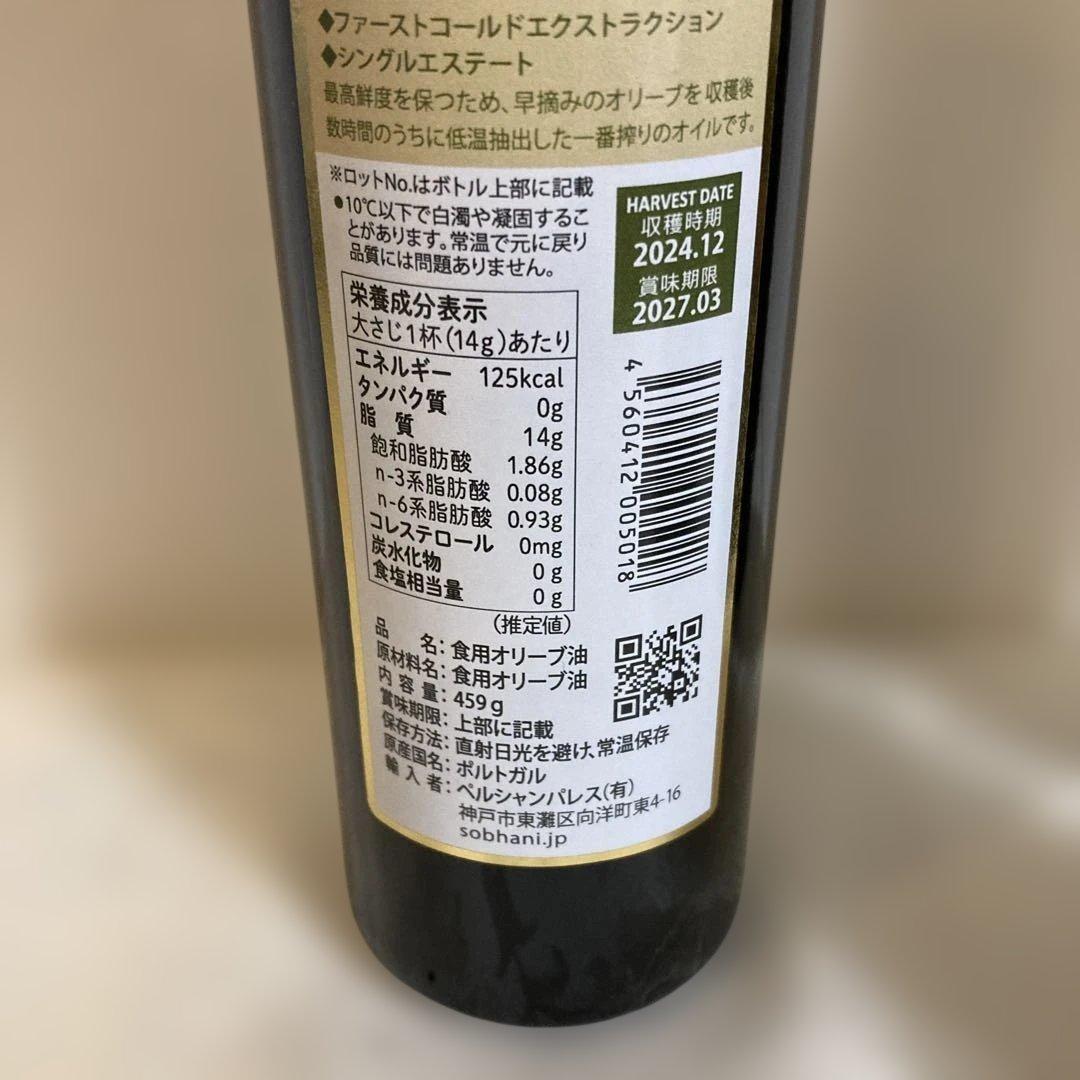 ◆ファーストコールドエクストラクション
◆シングルエステート
最高鮮度を保つため、早摘みのオリーブを収穫後
数時間のうちに低温抽出した一番搾りのオイルです。
※ロットNo.はボトル上部に記載
●10℃以下で白濁や凝固するこ
とがあります。常温で元に戻り
品質には問題ありません。
HARVEST DATE
収穫時期
2024.12
賞味期限
2027.03
栄養成分表示
大さじ1杯(14g)あたり
エネルギー 125kcal
タンパク質 0g
脂 質 14g
飽和脂肪酸 1.86g
n-3系脂肪酸 0.08g
n-6系脂肪酸 0.93g
コレステロール 0mg
炭水化物 0g
食塩相当量 0g
(推定値)
4 560412 005018
品 名：食用オリーブ油
原材料名：食用オリーブ油
内 容 量：459g
賞味期限：上部に記載
保存方法：直射日光を避け、常温保存
原産国名：ポルトガル
輸 入 者：ペルシャンパレス(有)
神戸市東灘区向洋町東4-16
sobhani.jp